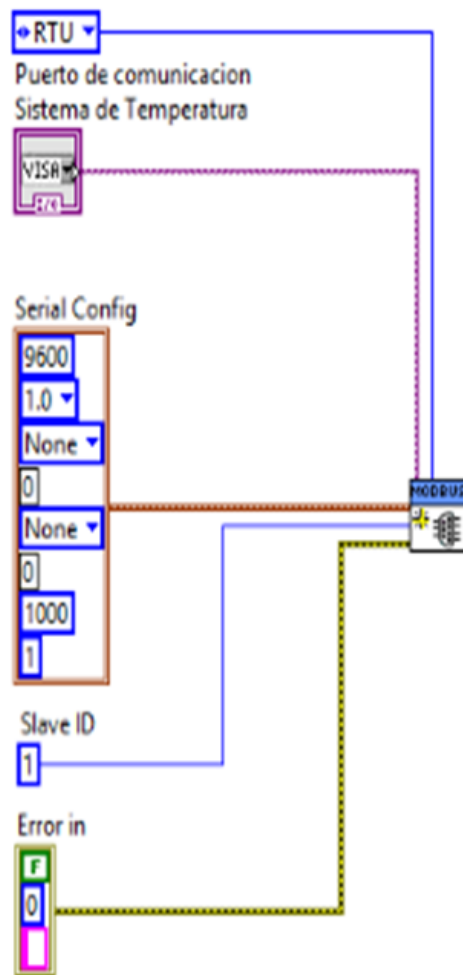 RTU
Puerto de comunicacion
Sistema de Temperatura
VISA
I/O
Serial Config
9600
1.0
None
0
None
0
1000
1
MODBUS
Slave ID
1
Error in
F
0